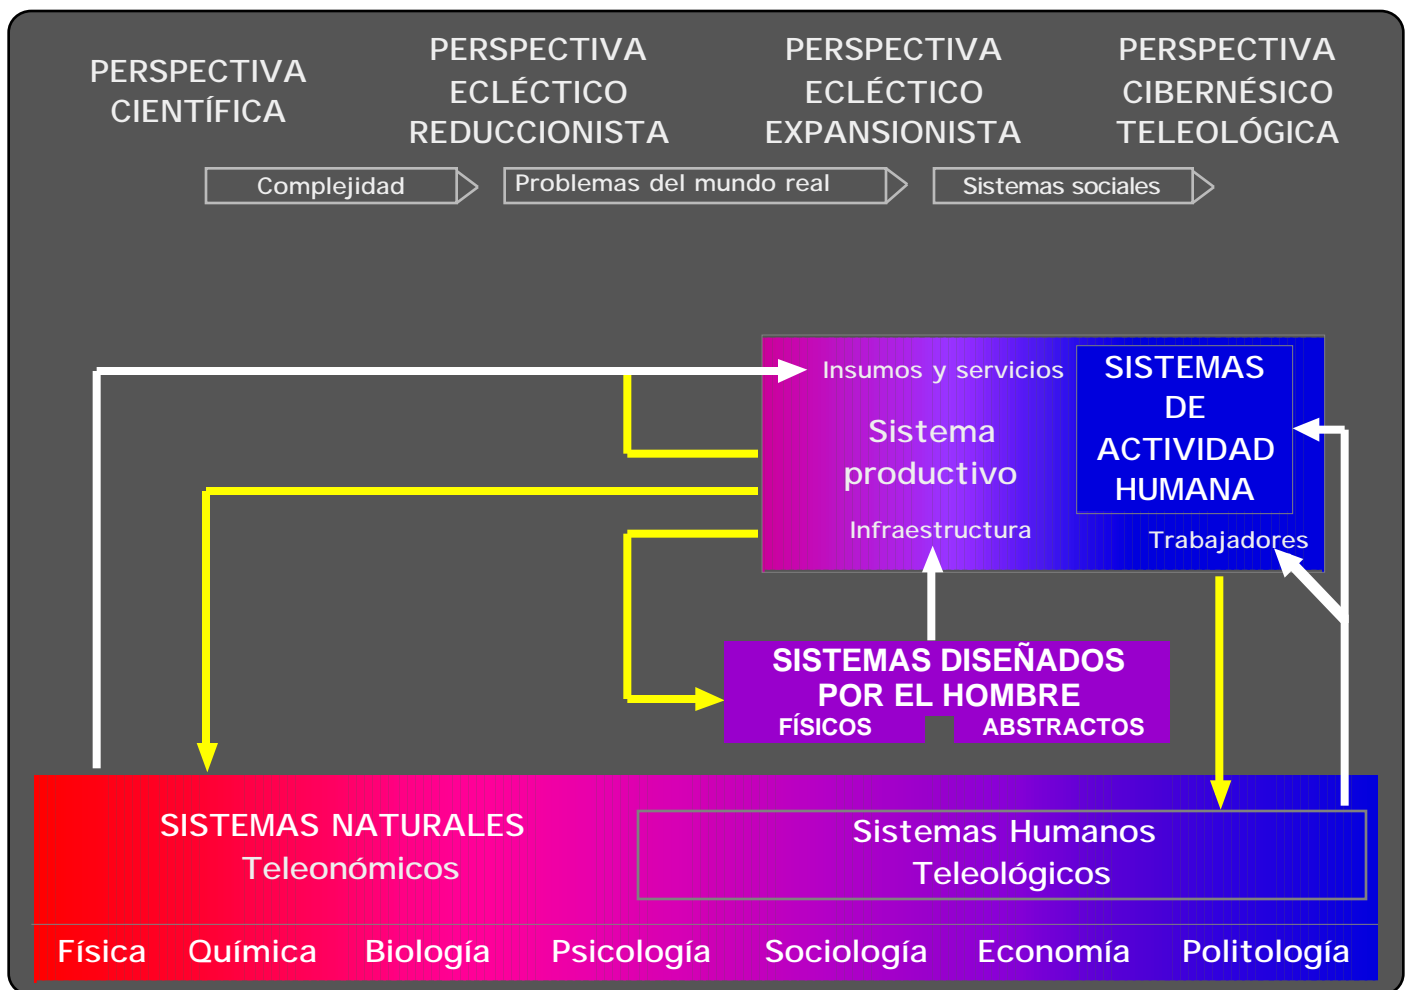 PERSPECTIVA
CIENTÍFICA
PERSPECTIVA
ECLÉCTICO
REDUCCIONISTA
PERSPECTIVA
ECLÉCTICO
EXPANSIONISTA
PERSPECTIVA
CIBERNÉSICO
TELEOLÓGICA
Complejidad
Problemas del mundo real
Sistemas sociales
Insumos y servicios
Sistema
productivo
Infraestructura
SISTEMAS
DE
ACTIVIDAD
HUMANA
Trabajadores
SISTEMAS DISEÑADOS
POR EL HOMBRE
FÍSICOS ABSTRACTOS
SISTEMAS NATURALES
Teleonómicos
Sistemas Humanos
Teleológicos
Física Química Biología Psicología Sociología Economía Politología